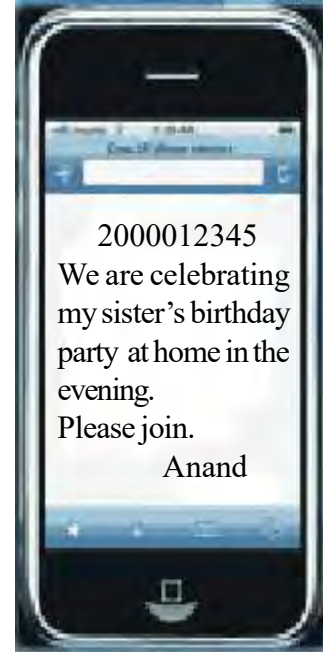 2000012345
We are celebrating
my sister’s birthday
party at home in the
evening.
Please join.
Anand